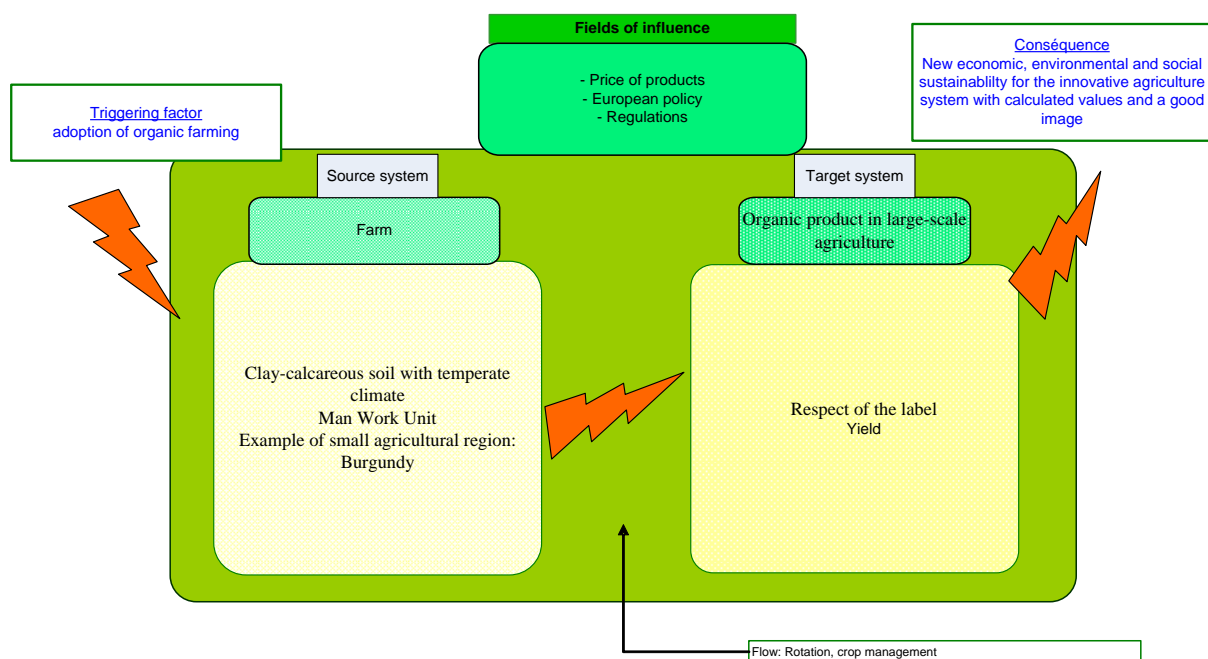 Fields of influence
- Price of products
- European policy
- Regulations
Triggering factor
adoption of organic farming
Conséquence
New economic, environmental and social
sustainablilty for the innovative agriculture
system with calculated values and a good
image
Source system
Farm
Clay-calcareous soil with temperate
climate
Man Work Unit
Example of small agricultural region:
Burgundy
Target system
Organic product in large-scale
agriculture
Respect of the label
Yield
Flow: Rotation, crop management